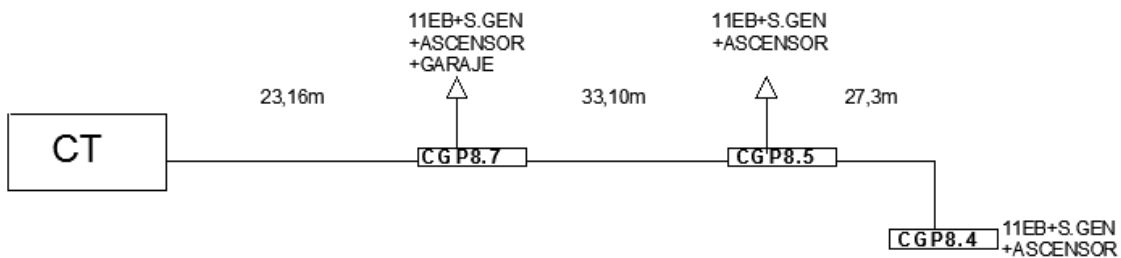 11EB+S.GEN
+ASCENSOR
+GARAJE
11EB+S.GEN
+ASCENSOR
23,16m
33,10m
27,3m
CT
CGP8.7
CGP8.5
CGP8.4
11EB+S.GEN
+ASCENSOR